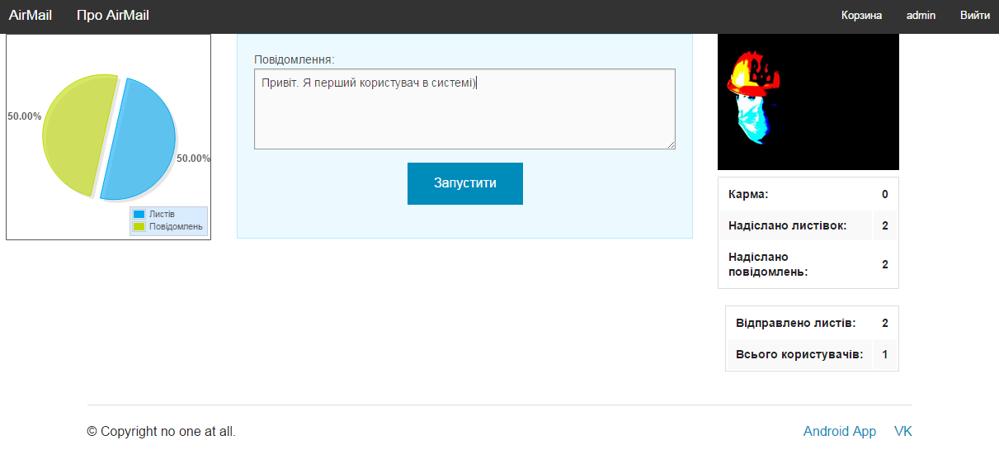 AirMail Про AirMail Корзина admin Выйти
50.00%
50.00%
Листів
Повідомлень
Повідомлення:
Привіт. Я перший користувач в системі)
Запустити
Карма: 0
Надіслано листівок: 2
Надіслано
повідомлень: 2
Відправлено листів: 2
Всього користувачів: 1
© Copyright no one at all. Android App VK